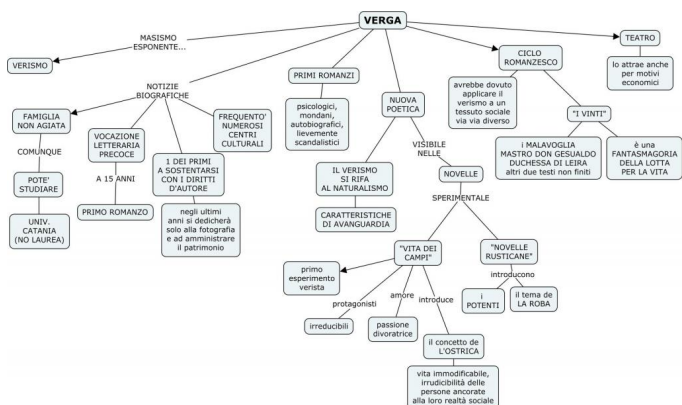 VERGA
MASISMO
ESPONENTE...
VERISMO
NOTIZIE
BIOGRAFICHE
FAMIGLIA
NON AGIATA
COMUNQUE
POTE'
STUDIARE
UNIV.
CATANIA
(NO LAUREA)
VOCAZIONE
LETTERARIA
PRECOCE
A 15 ANNI
PRIMO ROMANZO
1 DEI PRIMI
A SOSTENTARSI
CON I DIRITTI
D'AUTORE
negli ultimi
anni si dedicherà
solo alla fotografia
e ad amministrare
il patrimonio
FREQUENTO'
NUMEROSI
CENTRI
CULTURALI
PRIMI ROMANZI
psicologici,
mondani,
autobiografici,
lievemente
scandalistici
NUOVA
POETICA
IL VERISMO
SI RIFA
AL NATURALISMO
CARATTERISTICHE
DI AVANGUARDIA
VISIBILE
NELLE
NOVELLE
SPERIMENTALE
"VITA DEI
CAMPI"
primo
esperimento
verista
protagonisti
irreducibili
amore
passione
divoratrice
introduce
il concetto de
L'OSTRICA
vita immodificabile,
irrudicibilità delle
persone ancorate
alla loro realtà sociale
"NOVELLE
RUSTICANE"
introducono
i
POTENTI
il tema de
LA ROBA
CICLO
ROMANZESCO
avrebbe dovuto
applicare il
verismo a un
tessuto sociale
via via diverso
"I VINTI"
i MALAVOGLIA
MASTRO DON GESUALDO
DUCHESSA DI LEIRA
altri due testi non finiti
è una
FANTASMAGORIA
DELLA LOTTA
PER LA VITA
TEATRO
lo attrae anche
per motivi
economici